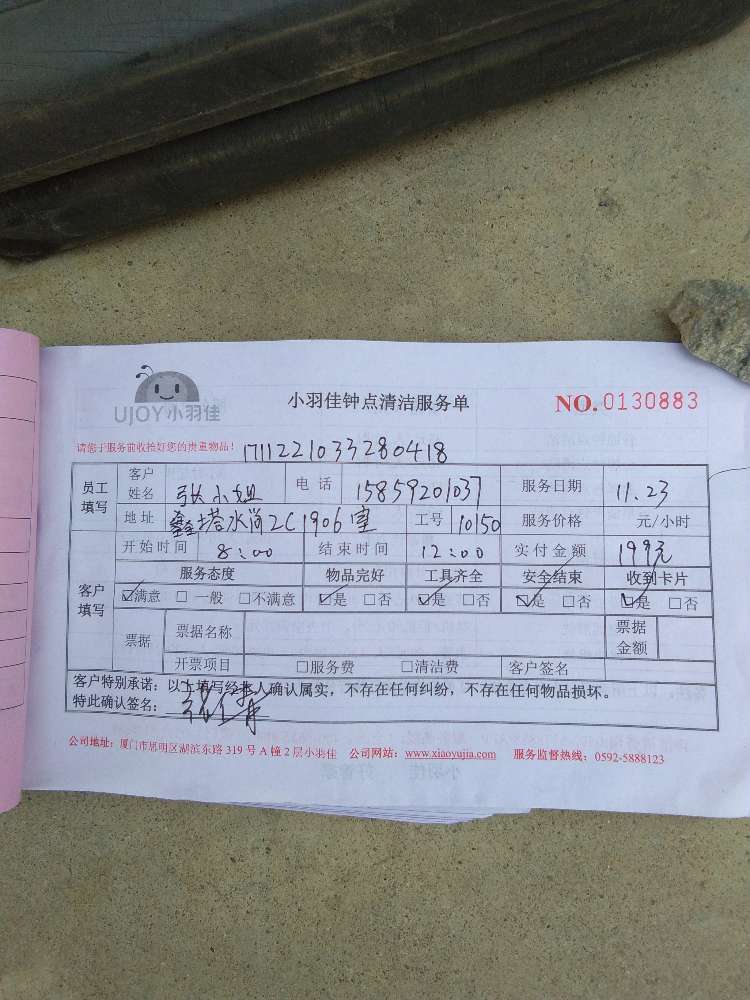 UJOY小羽佳
小羽佳钟点清洁服务单
NO.0130883
请您于服务前收拾好您的贵重物品！ 1711221033280418
员工填写 客户姓名 张小姐 电话 15859201037 服务日期 11.23
地址 塔水岗2C1906室 工号 10150 服务价格 元/小时
开始时间 8:00 结束时间 12:00 实付金额 199元
客户填写 服务态度 物品完好 工具齐全 安全结束 收到卡片
☑满意 □一般 □不满意 ☑是 □否 ☑是 □否 ☑是 □否 ☑是 □否
票据 票据名称 票据金额
开票项目 □服务费 □清洁费 客户签名
客户特别承诺：以上填写经本人确认属实，不存在任何纠纷，不存在任何物品损坏。
特此确认签名：
公司地址：厦门市思明区湖滨东路 319 号 A 幢 2 层小羽佳 公司网站：www.xiaoyujia.com 服务监督热线：0592-5888123